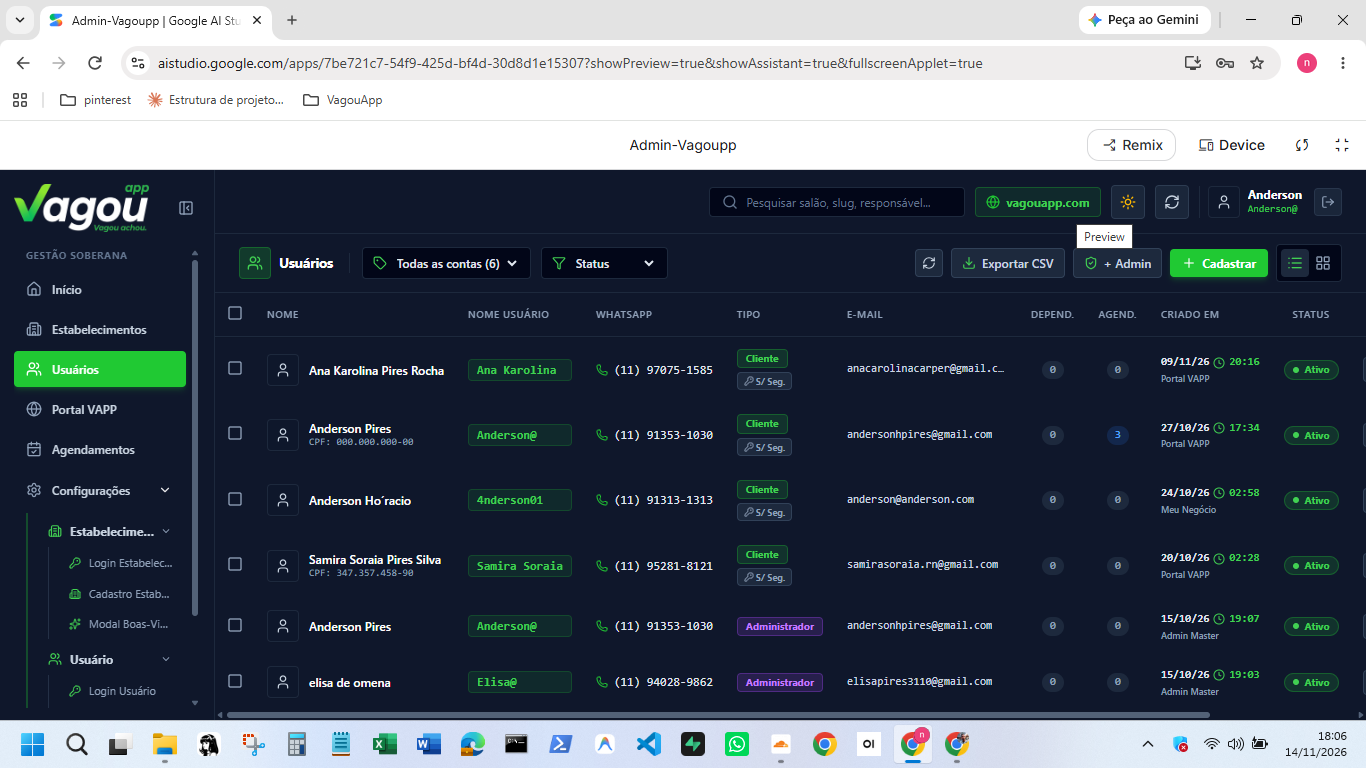 Admin-Vagoupp | Google AI Stu
Peça ao Gemini
aistudio.google.com/apps/7be721c7-54f9-425d-bf4d-30d8d1e15307?showPreview=true&showAssistant=true&fullscreenApplet=true
n
pinterest
Estrutura de projeto...
VagouApp
Admin-Vagoupp
Remix
Device
Vagou app
Vagou achou.
Pesquisar salão, slug, responsável...
vagouapp.com
Anderson
Anderson@
Preview
GESTÃO SOBERANA
Início
Estabelecimentos
Usuários
Portal VAPP
Agendamentos
Configurações
Estabelecime...
Login Estabelec...
Cadastro Estab...
Modal Boas-Vi...
Usuário
Login Usuário
Usuários
Todas as contas (6)
Status
Exportar CSV
+ Admin
+ Cadastrar
NOME NOME USUÁRIO WHATSAPP TIPO E-MAIL DEPEND. AGEND. CRIADO EM STATUS
Ana Karolina Pires Rocha Ana Karolina (11) 97075-1585 Cliente S/ Seg. anacarolinacarper@gmail.c… 0 0 09/11/26 20:16 Portal VAPP Ativo
Anderson Pires CPF: 000.000.000-00 Anderson@ (11) 91353-1030 Cliente S/ Seg. andersonhpires@gmail.com 0 3 27/10/26 17:34 Portal VAPP Ativo
Anderson Ho´racio 4nderson01 (11) 91313-1313 Cliente S/ Seg. anderson@anderson.com 0 0 24/10/26 02:58 Meu Negócio Ativo
Samira Soraia Pires Silva CPF: 347.357.458-90 Samira Soraia (11) 95281-8121 Cliente S/ Seg. samirasoraia.rn@gmail.com 0 0 20/10/26 02:28 Portal VAPP Ativo
Anderson Pires Anderson@ (11) 91353-1030 Administrador andersonhpires@gmail.com 0 0 15/10/26 19:07 Admin Master Ativo
elisa de omena Elisa@ (11) 94028-9862 Administrador elisapires3110@gmail.com 0 0 15/10/26 19:03 Admin Master Ativo
OI
n
18:06
14/11/2026